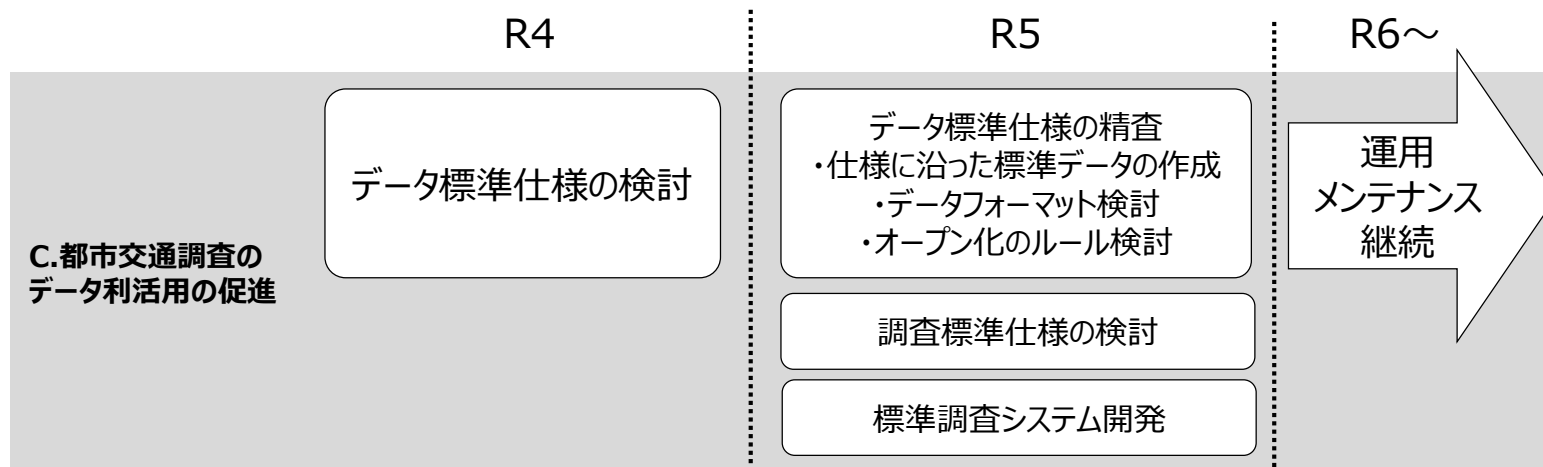 R4
R5
R6～
C.都市交通調査の
データ利活用の促進
データ標準仕様の検討
データ標準仕様の精査
・仕様に沿った標準データの作成
・データフォーマット検討
・オープン化のルール検討
調査標準仕様の検討
標準調査システム開発
運用
メンテナンス
継続